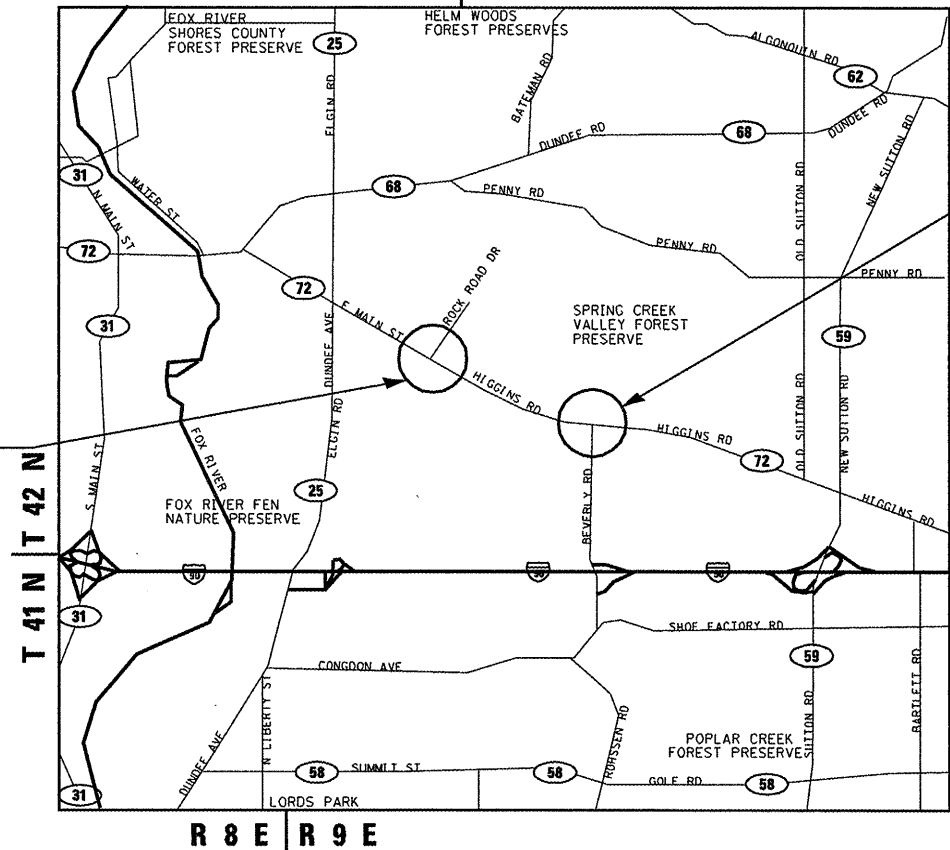 FOX RIVER
SHORES COUNTY
FOREST PRESERVE
25
HELM WOODS
FOREST PRESERVES
ALGONQUIN RD
62
ELGIN RD
BATEMAN RD
DUNDEE RD
68
DUNDEE RD
NEW SUTTON RD
31
N MAIN ST
WATER ST
68
PENNY RD
OLD SUTTON RD
72
PENNY RD
PENNY RD
ROCK ROAD DR
72
E MAIN ST
SPRING CREEK
VALLEY FOREST
PRESERVE
31
59
DUNDEE AVE
HIGGINS RD
OLD SUTTON RD
NEW SUTTON RD
ELGIN RD
HIGGINS RD
72
S MAIN ST
FOX RIVER
25
BEVERLY RD
HIGGINS RD
FOX RIVER FEN
NATURE PRESERVE
T 42 N
T 41 N
90
90
90
31
SHOE FACTORY RD
59
CONGDON AVE
N LIBERTY ST
BARTLETT RD
SUTTON RD
ROHSSEN RD
POPLAR CREEK
FOREST PRESERVE
DUNDEE AVE
58
SUMMIT ST
58
GOLF RD
58
31
LORDS PARK
R 8 E
R 9 E